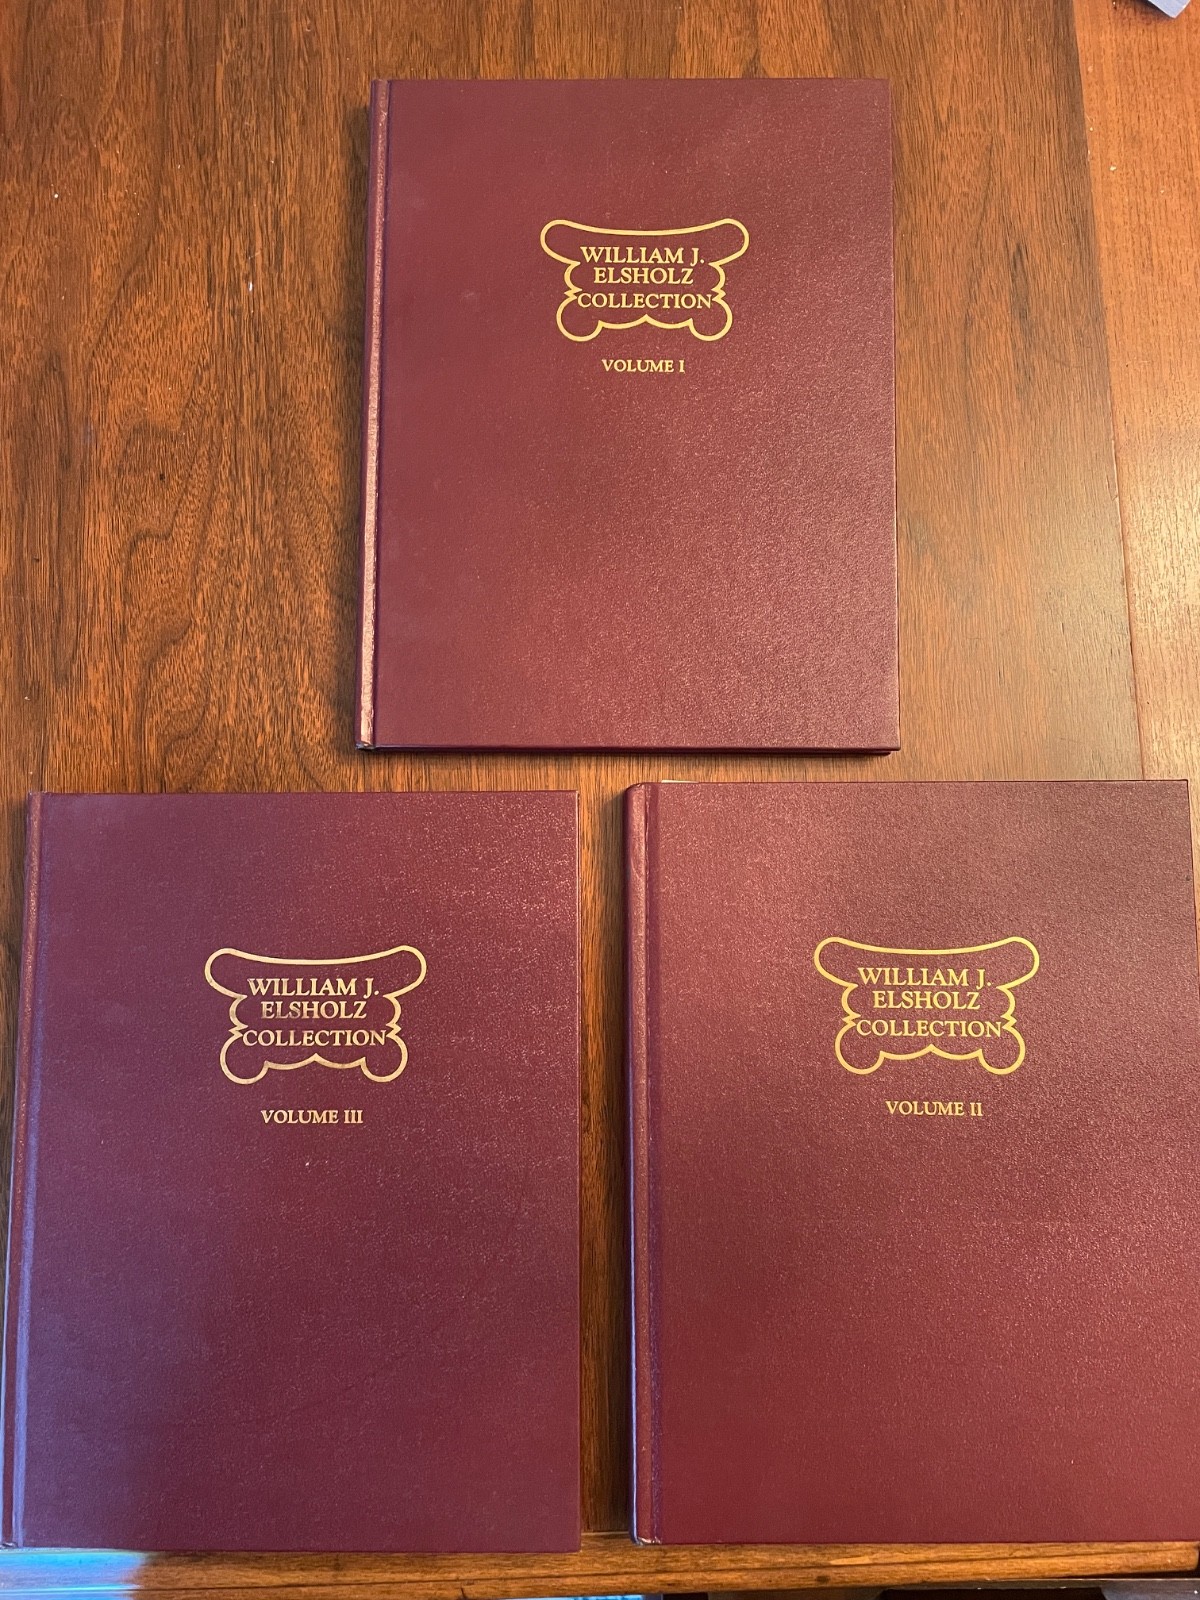 WILLIAM J.
ELSHOLZ
COLLECTION
VOLUME I
WILLIAM J.
ELSHOLZ
COLLECTION
VOLUME III
WILLIAM J.
ELSHOLZ
COLLECTION
VOLUME II